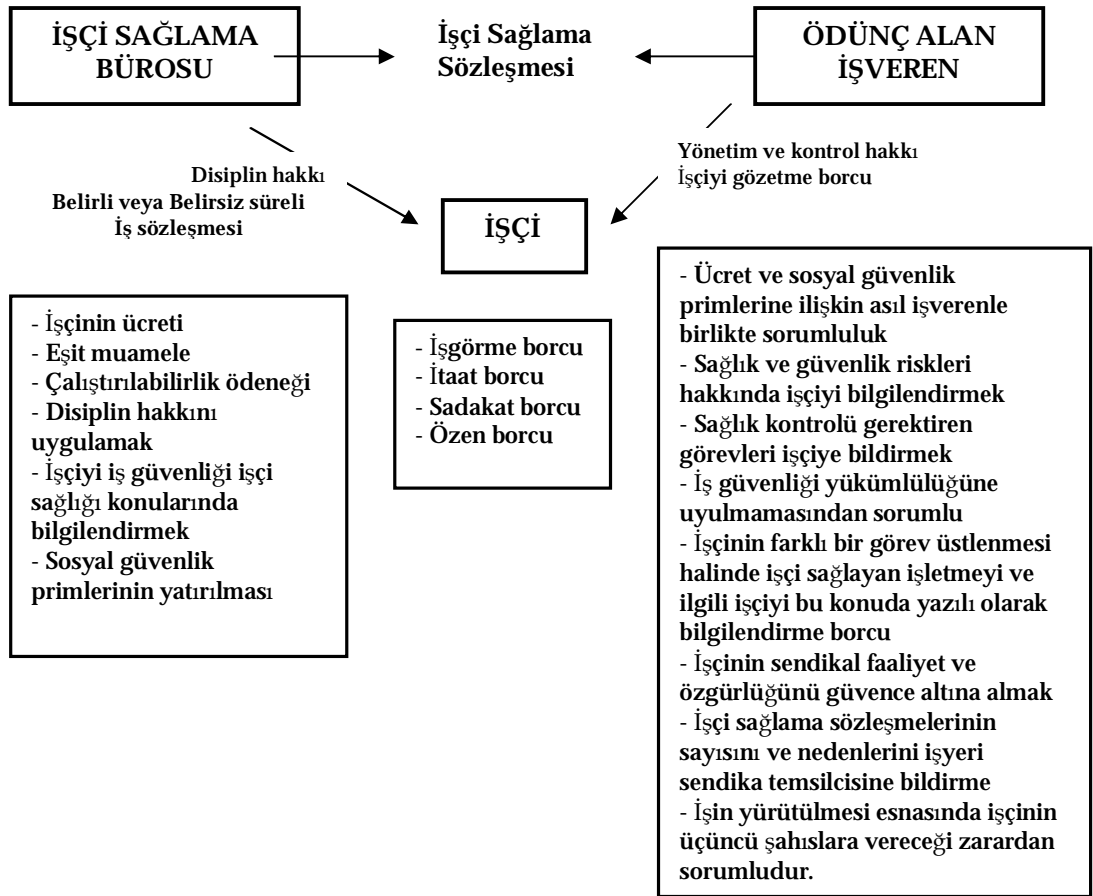 İŞÇİ SAĞLAMA
BÜROSU
İşçi Sağlama
Sözleşmesi
ÖDÜNÇ ALAN
İŞVEREN
Disiplin hakkı
Belirli veya Belirsiz süreli
İş sözleşmesi
Yönetim ve kontrol hakkı
İşçiyi gözetme borcu
İŞÇİ
- İşçinin ücreti
- Eşit muamele
- Çalıştırılabilirlik ödeneği
- Disiplin hakkını
uygulamak
- İşçiyi iş güvenliği işçi
sağlığı konularında
bilgilendirmek
- Sosyal güvenlik
primlerinin yatırılması
- İşgörme borcu
- İtaat borcu
- Sadakat borcu
- Özen borcu
- Ücret ve sosyal güvenlik
primlerine ilişkin asıl işverenle
birlikte sorumluluk
- Sağlık ve güvenlik riskleri
hakkında işçiyi bilgilendirmek
- Sağlık kontrolü gerektiren
görevleri işçiye bildirmek
- İş güvenliği yükümlülüğüne
uyulmamasından sorumlu
- İşçinin farklı bir görev üstlenmesi
halinde işçi sağlayan işletmeyi ve
ilgili işçiyi bu konuda yazılı olarak
bilgilendirme borcu
- İşçinin sendikal faaliyet ve
özgürlüğünü güvence altına almak
- İşçi sağlama sözleşmelerinin
sayısını ve nedenlerini işyeri
sendika temsilcisine bildirme
- İşin yürütülmesi esnasında işçinin
üçüncü şahıslara vereceği zarardan
sorumludur.